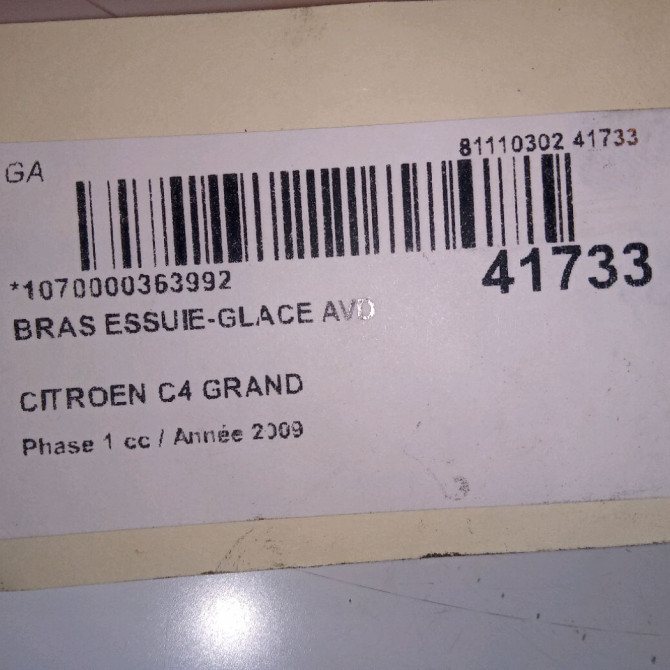 81110302 41733
GA
*1070000363992
41733
BRAS ESSUIE-GLACE AVD
CITROEN C4 GRAND
Phase 1 cc / Année 2009